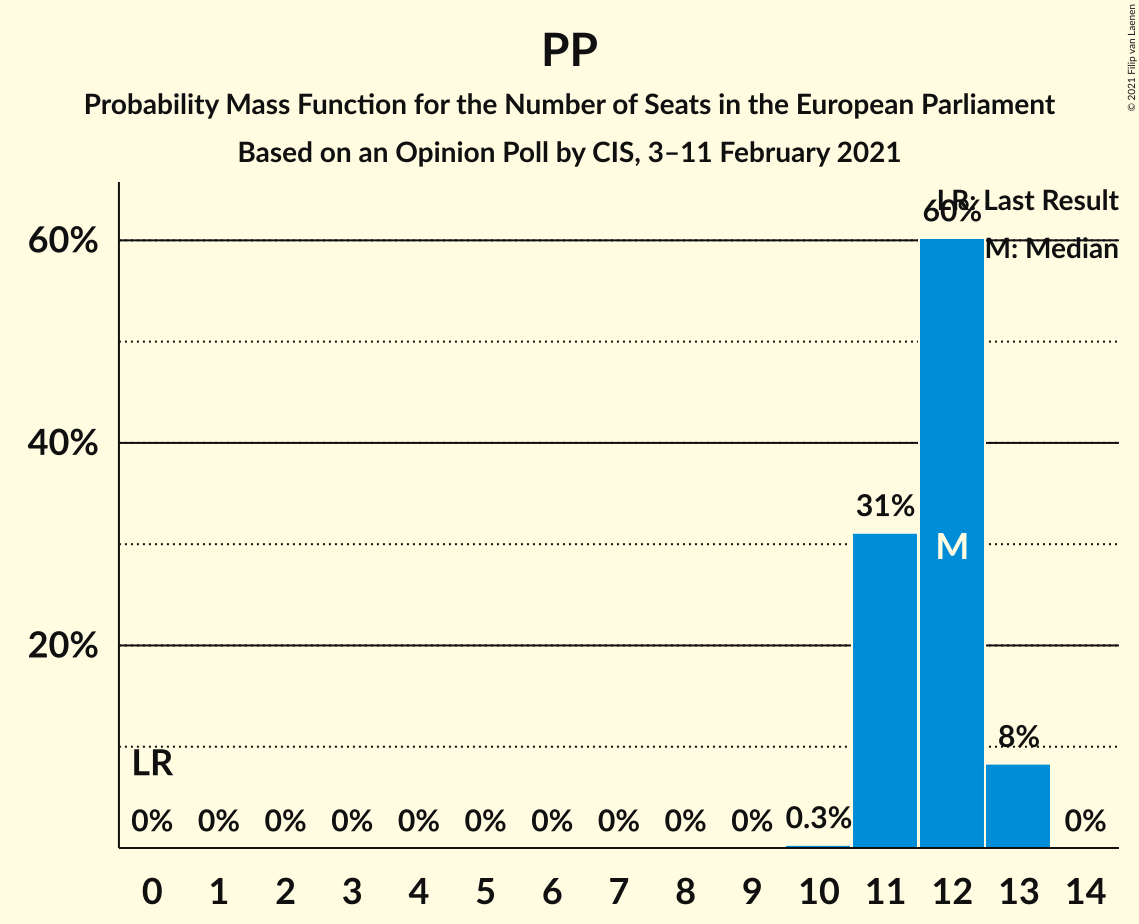 PP
Probability Mass Function for the Number of Seats in the European Parliament
Based on an Opinion Poll by CIS, 3–11 February 2021
© 2021 Filip van Laenen
LR: Last Result
M: Median
60%
40%
20%
LR
0% 0% 0% 0% 0% 0% 0% 0% 0% 0% 0.3% 31% 60% 8% 0%
M
0 1 2 3 4 5 6 7 8 9 10 11 12 13 14